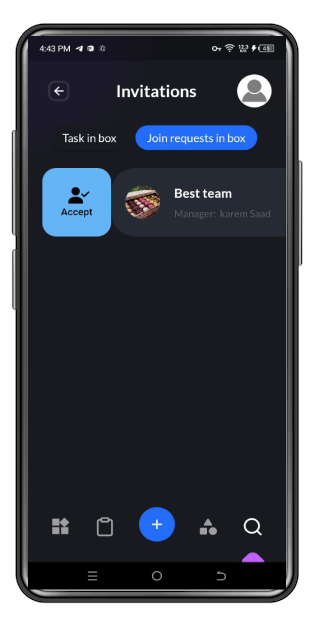 4:43 PM
Invitations
Task in box
Join requests in box
Accept
Best team
Manager: karem Saad